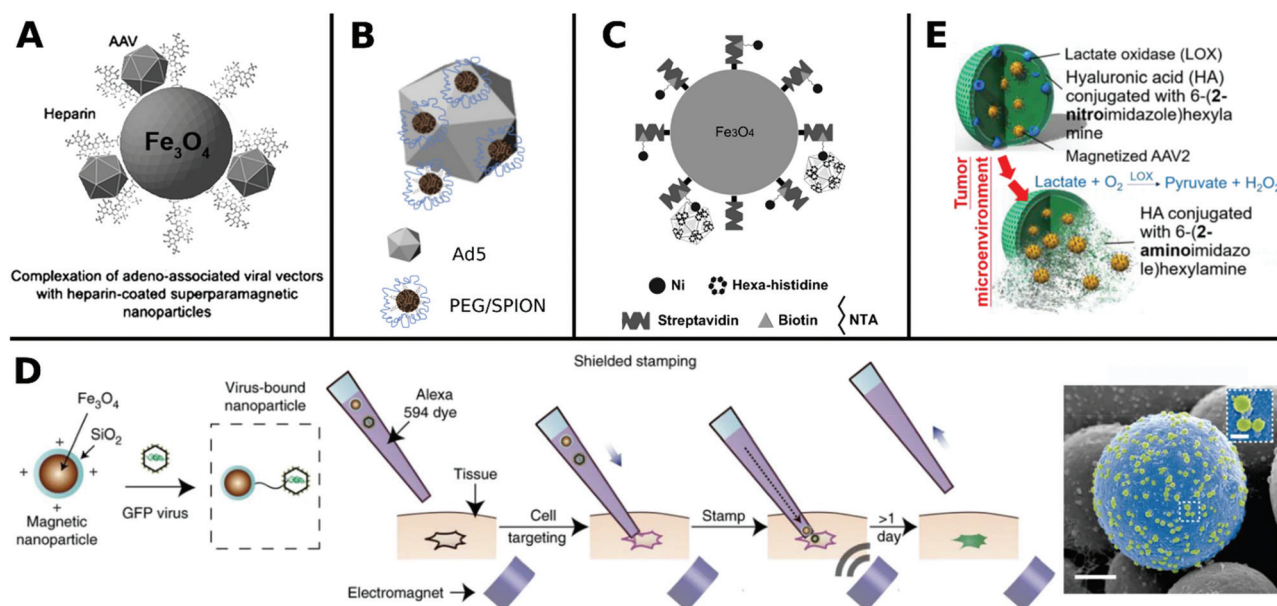 A
AAV
Heparin
Fe3O4
Complexation of adeno-associated viral vectors
with heparin-coated superparamagnetic
nanoparticles
B
Ad5
PEG/SPION
C
Fe3O4
Ni
Hexa-histidine
Streptavidin
Biotin
NTA
E
Lactate oxidase (LOX)
Hyaluronic acid (HA)
conjugated with 6-(2-
nitroimidazole)hexyla
mine
Magnetized AAV2
Tumor
microenvironment
Lactate + O2 LOX Pyruvate + H2O2
HA conjugated
with 6-(2-
aminoimidazo
le)hexylamine
D
Fe3O4
SiO2
Magnetic
nanoparticle
GFP virus
Virus-bound
nanoparticle
Shielded stamping
Alexa
594 dye
Tissue
Cell
targeting
Stamp
>1
day
Electromagnet